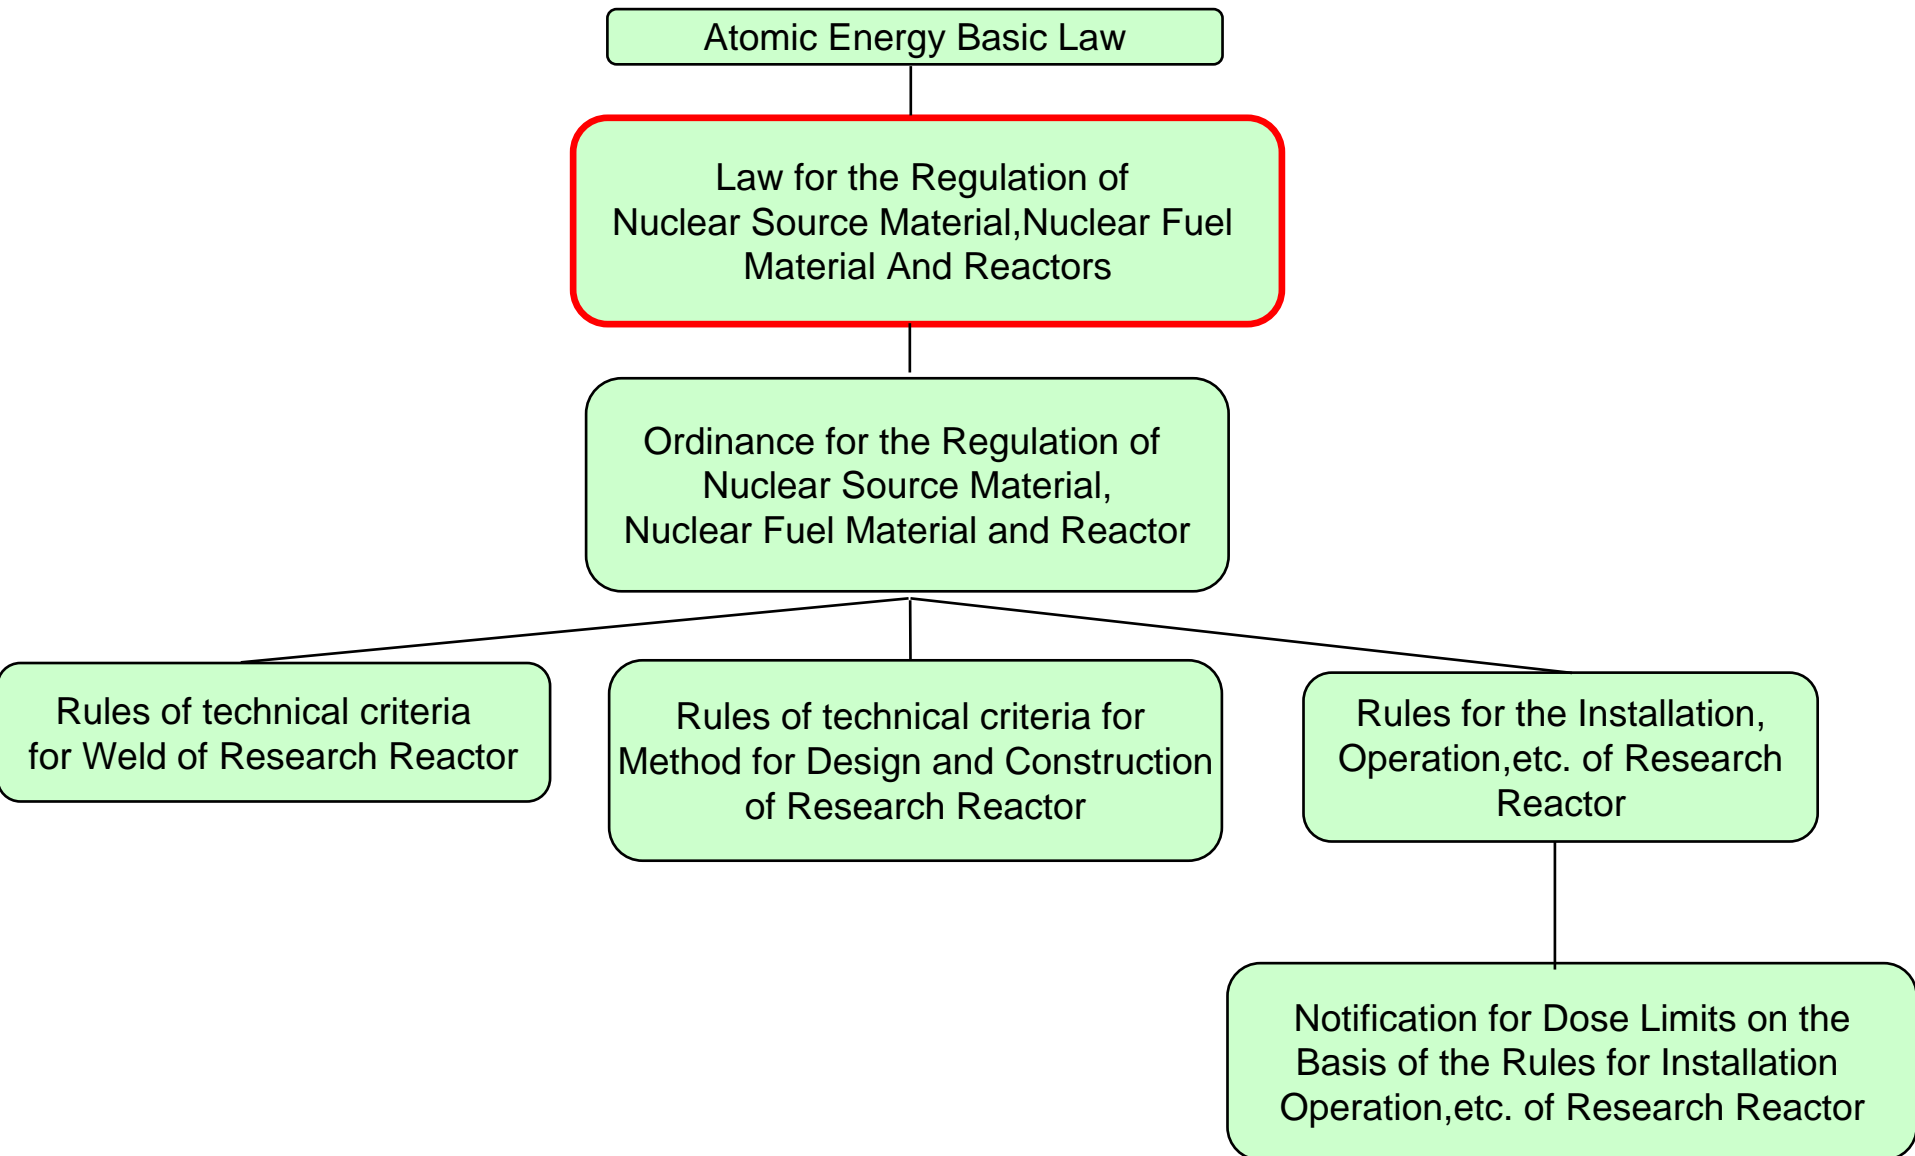 Atomic Energy Basic Law
Law for the Regulation of
Nuclear Source Material,Nuclear Fuel
Material And Reactors
Ordinance for the Regulation of
Nuclear Source Material,
Nuclear Fuel Material and Reactor
Rules of technical criteria
for Weld of Research Reactor
Rules of technical criteria for
Method for Design and Construction
of Research Reactor
Rules for the Installation,
Operation,etc. of Research
Reactor
Notification for Dose Limits on the
Basis of the Rules for Installation
Operation,etc. of Research Reactor